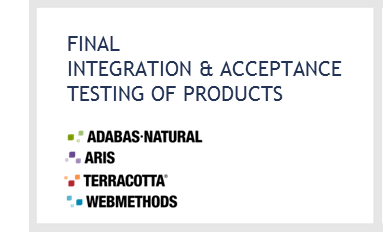 FINAL
INTEGRATION & ACCEPTANCE
TESTING OF PRODUCTS
ADABAS·NATURAL
ARIS
TERRACOTTA®
WEBMETHODS